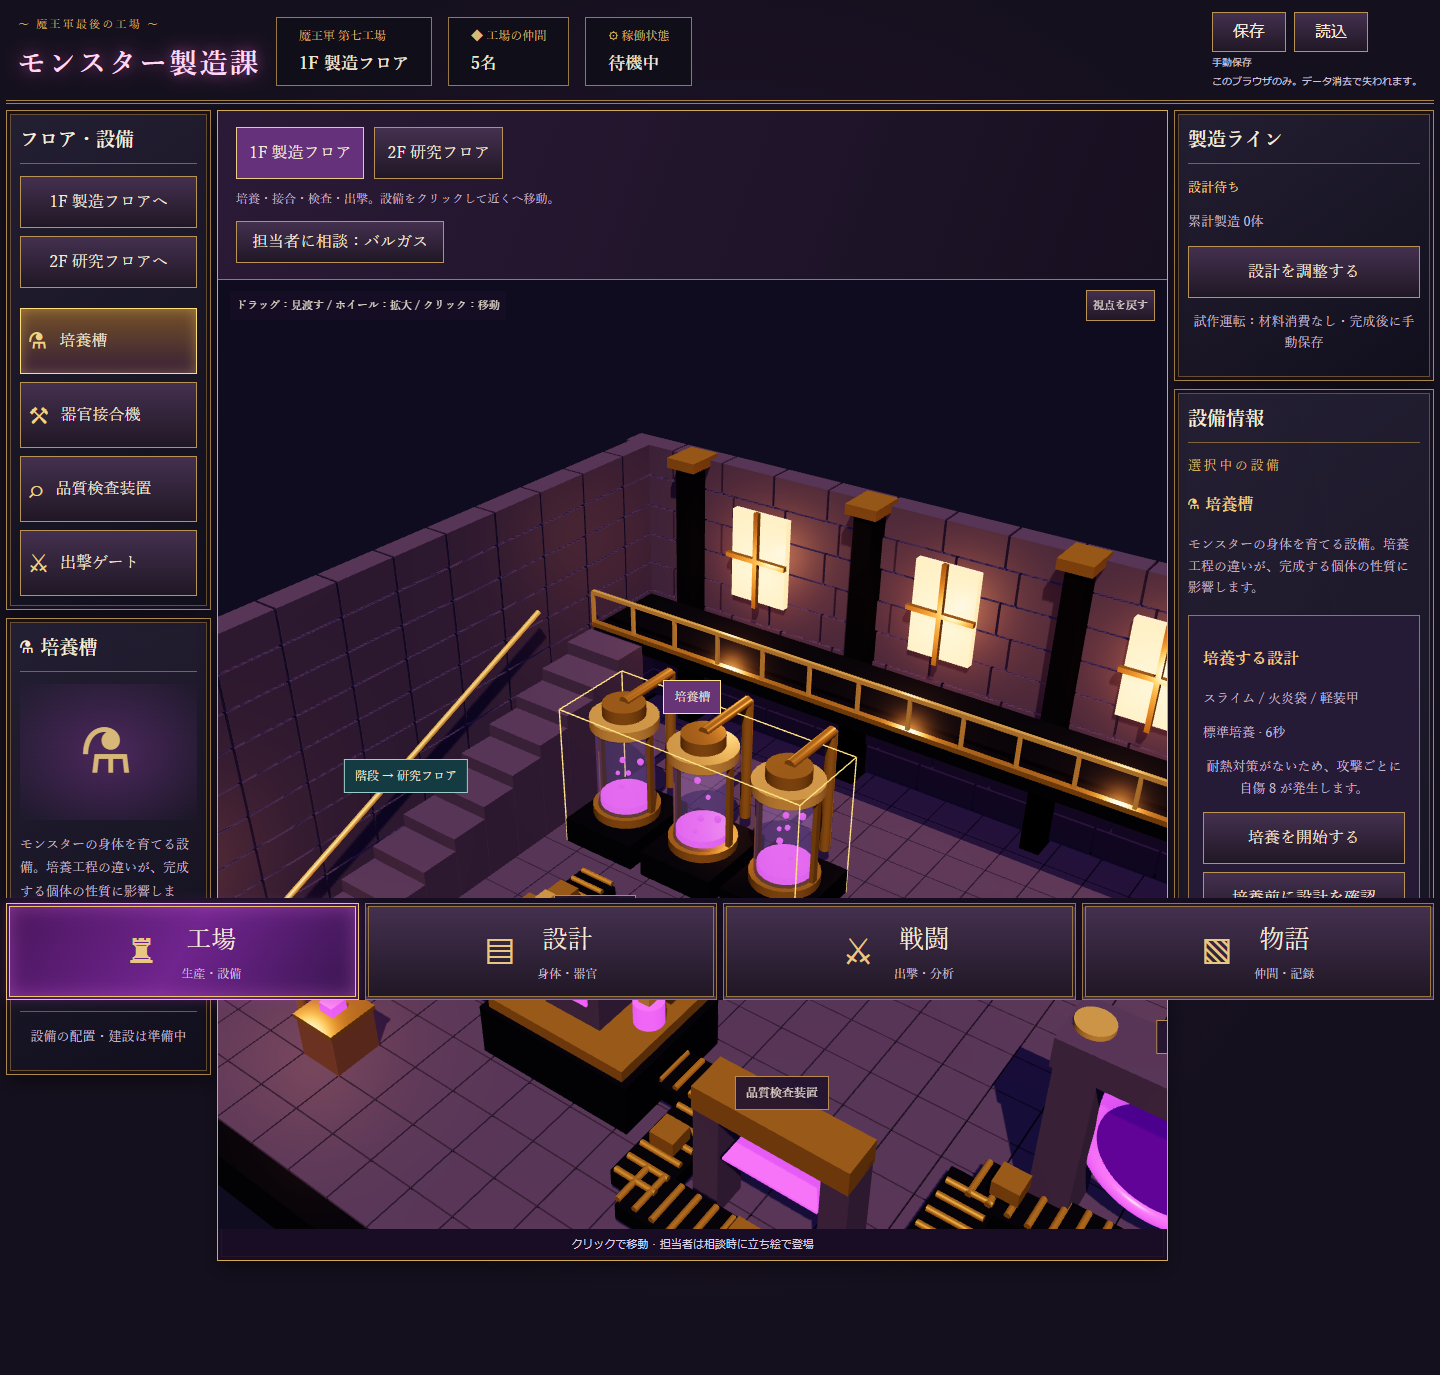 ～ 魔王軍最後の工場 ～
モンスター製造課
魔王軍 第七工場
1F 製造フロア
◆ 工場の仲間
5名
⚙ 稼働状態
待機中
保存
読込
手動保存
このブラウザのみ。データ消去で失われます。
フロア・設備
1F 製造フロアへ
2F 研究フロアへ
培養槽
器官接合機
品質検査装置
出撃ゲート
培養槽
モンスターの身体を育てる設
備。培養工程の違いが、完成
する個体の性質に影響しま
設備の配置・建設は準備中
1F 製造フロア
2F 研究フロア
培養・接合・検査・出撃。設備をクリックして近くへ移動。
担当者に相談：バルガス
ドラッグ：見渡す / ホイール：拡大 / クリック：移動
視点を戻す
培養槽
階段 → 研究フロア
品質検査装置
クリックで移動・担当者は相談時に立ち絵で登場
製造ライン
設計待ち
累計製造 0体
設計を調整する
試作運転：材料消費なし・完成後に手
動保存
設備情報
選択中の設備
培養槽
モンスターの身体を育てる設備。培養
工程の違いが、完成する個体の性質に
影響します。
培養する設計
スライム / 火炎袋 / 軽装甲
標準培養 · 6秒
耐熱対策がないため、攻撃ごとに
自傷 8 が発生します。
培養を開始する
培養前に設計を確認
工場
生産・設備
設計
身体・器官
戦闘
出撃・分析
物語
仲間・記録